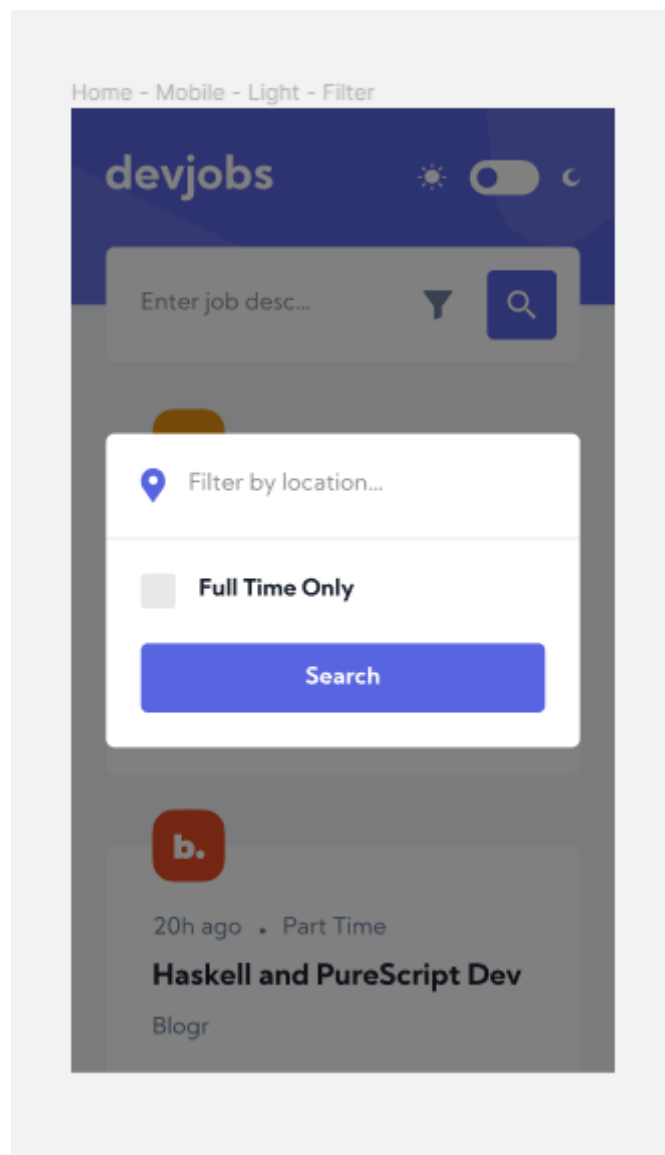 Home - Mobile - Light - Filter
devjobs
Enter job desc...
Filter by location...
Full Time Only
Search
b.
20h ago . Part Time
Haskell and PureScript Dev
Blogr